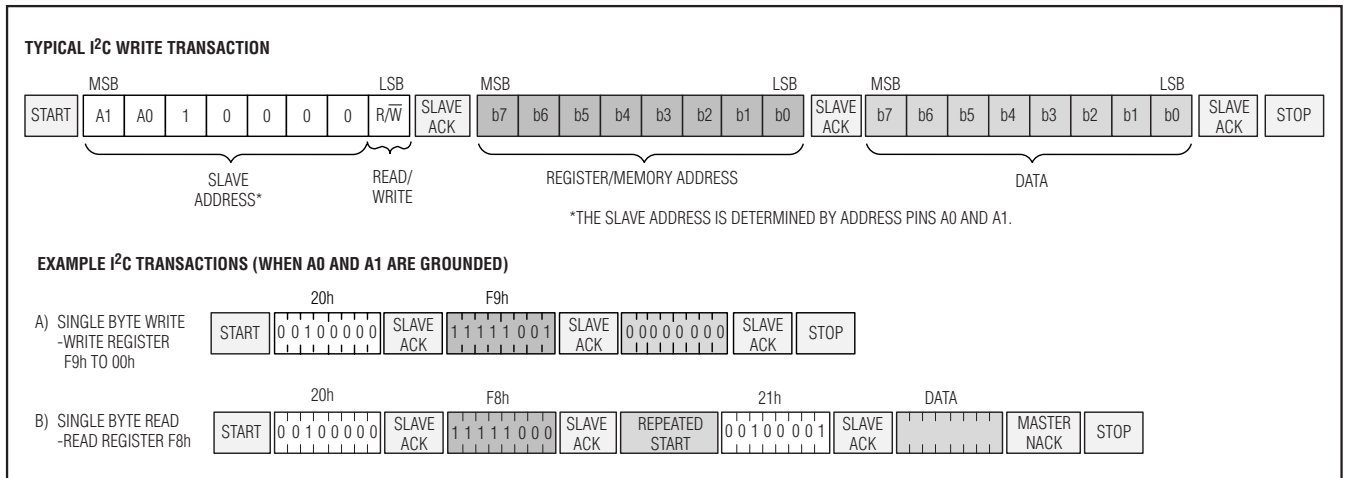 TYPICAL I²C WRITE TRANSACTION
MSB LSB MSB LSB MSB LSB
START A1 A0 1 0 0 0 0 R/W̅ SLAVE ACK b7 b6 b5 b4 b3 b2 b1 b0 SLAVE ACK b7 b6 b5 b4 b3 b2 b1 b0 SLAVE ACK STOP
SLAVE ADDRESS* READ/WRITE REGISTER/MEMORY ADDRESS DATA
*THE SLAVE ADDRESS IS DETERMINED BY ADDRESS PINS A0 AND A1.
EXAMPLE I²C TRANSACTIONS (WHEN A0 AND A1 ARE GROUNDED)
20h F9h
A) SINGLE BYTE WRITE
-WRITE REGISTER
F9h TO 00h
START 0 0 1 0 0 0 0 0 SLAVE ACK 1 1 1 1 1 0 0 1 SLAVE ACK 0 0 0 0 0 0 0 0 SLAVE ACK STOP
20h F8h 21h DATA
B) SINGLE BYTE READ
-READ REGISTER F8h
START 0 0 1 0 0 0 0 0 SLAVE ACK 1 1 1 1 1 0 0 0 SLAVE ACK REPEATED START 0 0 1 0 0 0 0 1 SLAVE ACK MASTER NACK STOP